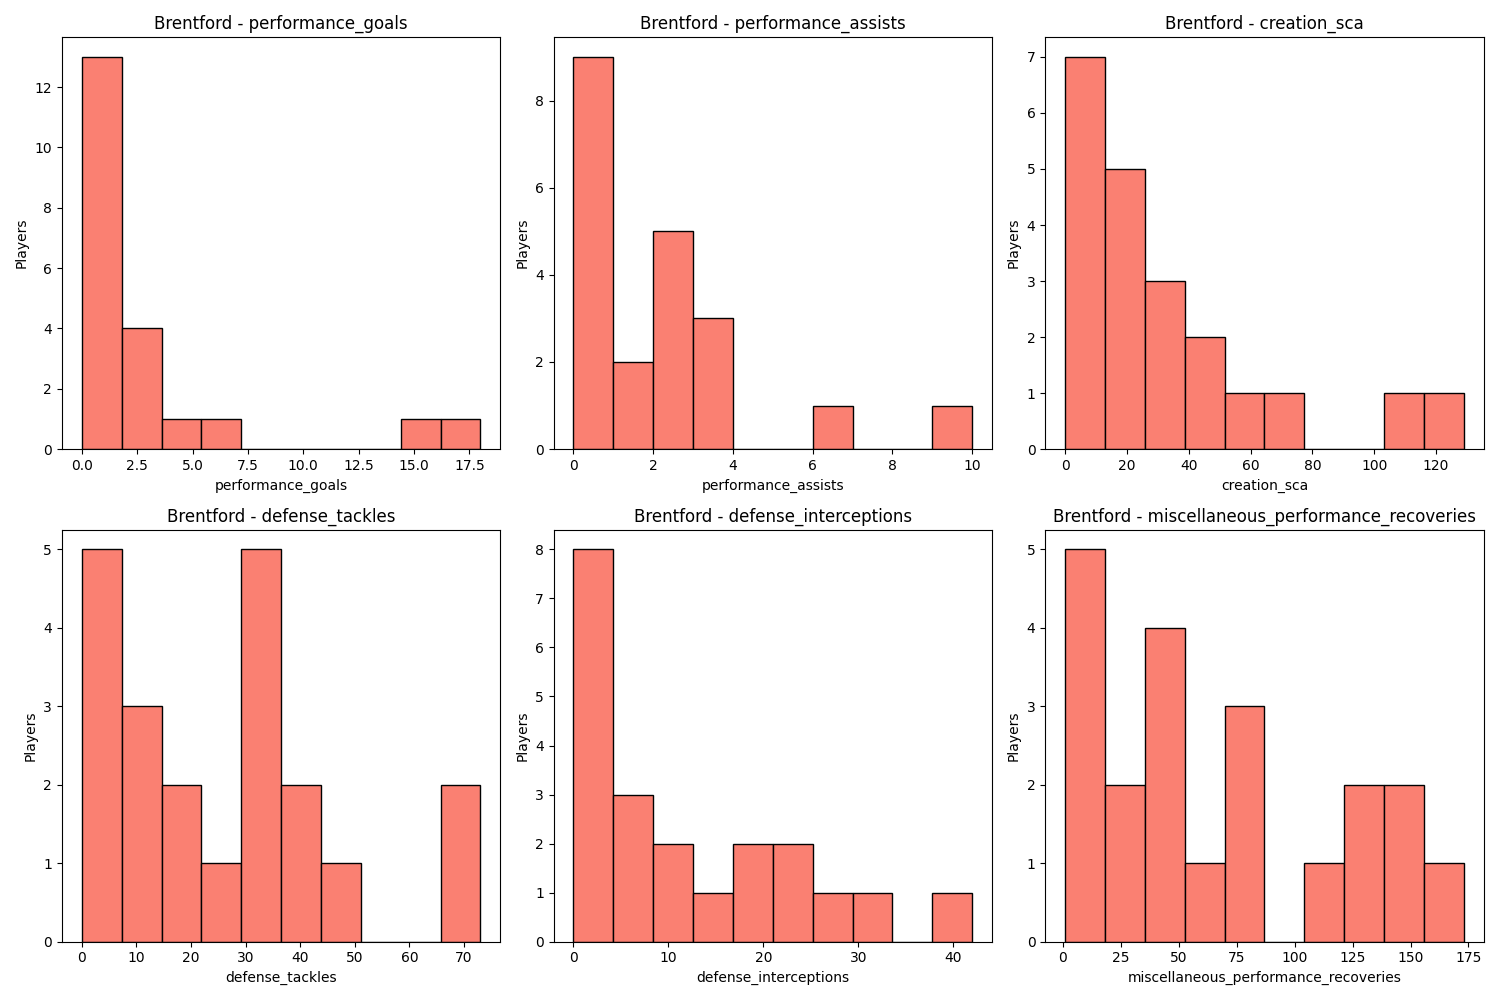 Brentford - performance_goals
Players
12
10
8
6
4
2
0
0.0 2.5 5.0 7.5 10.0 12.5 15.0 17.5
performance_goals
Brentford - performance_assists
Players
8
6
4
2
0
0 2 4 6 8 10
performance_assists
Brentford - creation_sca
Players
7
6
5
4
3
2
1
0
0 20 40 60 80 100 120
creation_sca
Brentford - defense_tackles
Players
5
4
3
2
1
0
0 10 20 30 40 50 60 70
defense_tackles
Brentford - defense_interceptions
Players
8
7
6
5
4
3
2
1
0
0 10 20 30 40
defense_interceptions
Brentford - miscellaneous_performance_recoveries
Players
5
4
3
2
1
0
0 25 50 75 100 125 150 175
miscellaneous_performance_recoveries